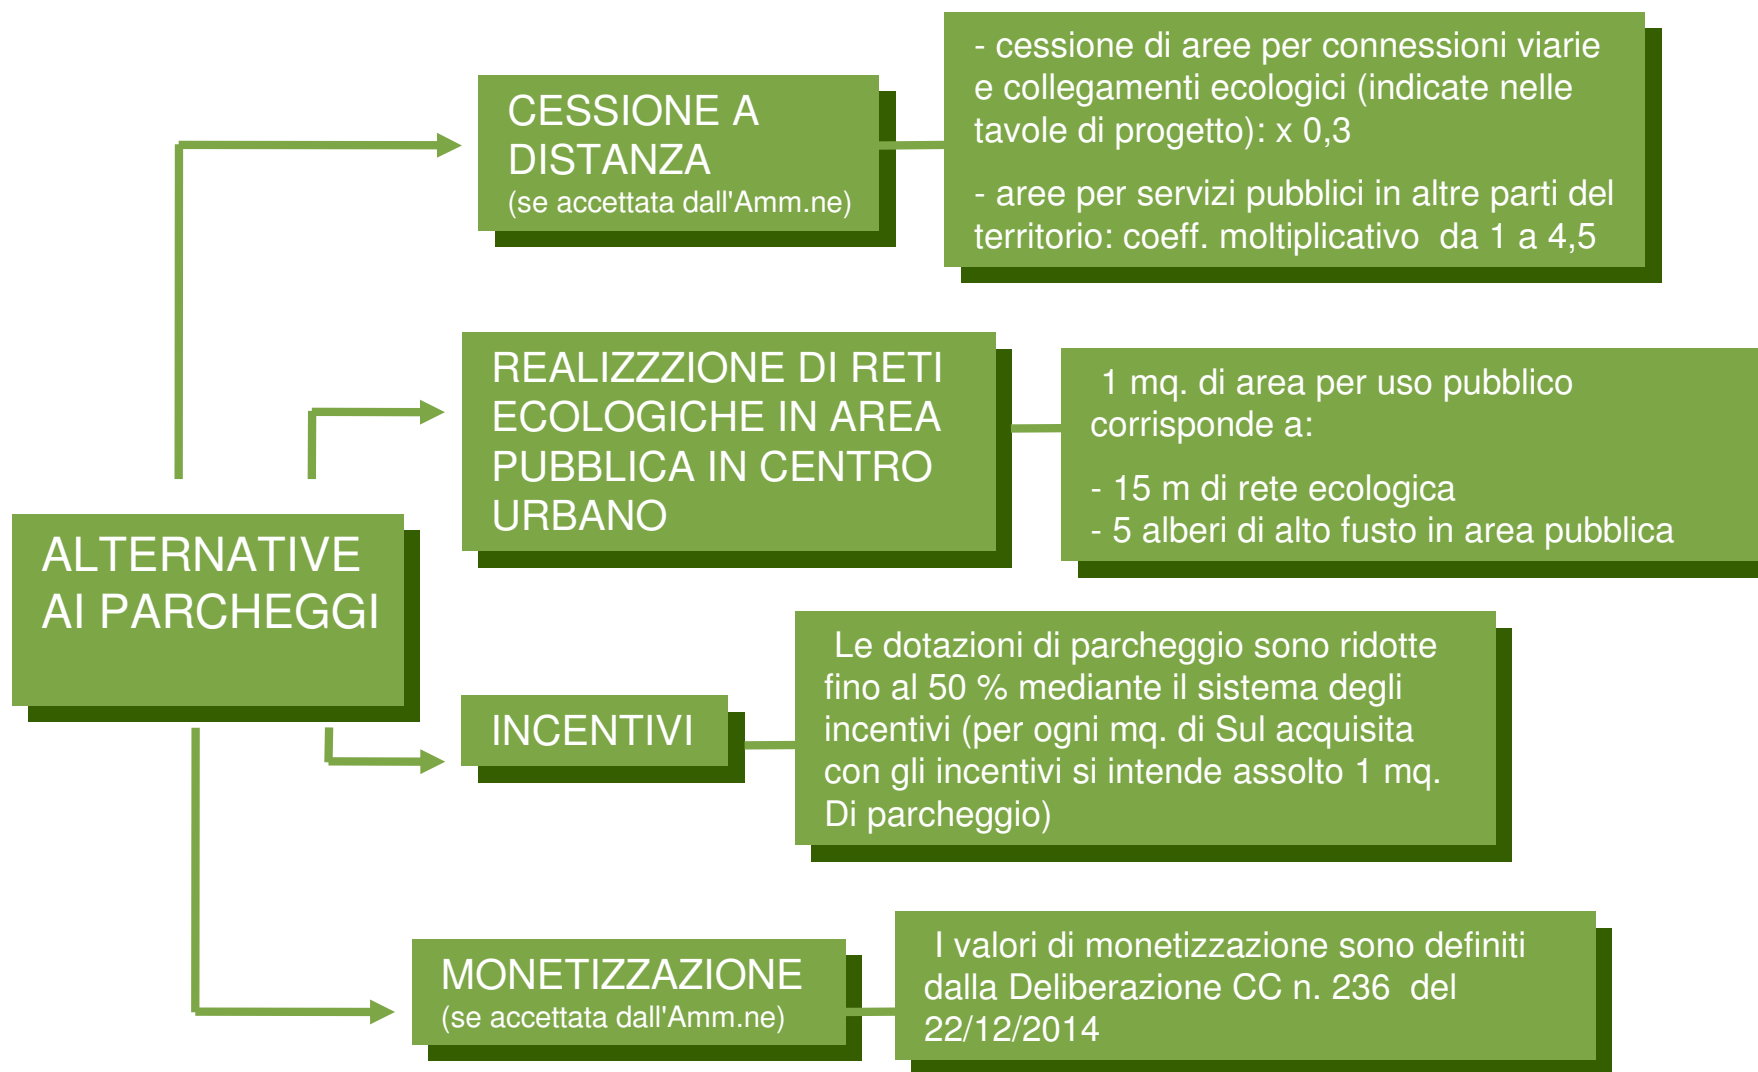 ALTERNATIVE
AI PARCHEGGI
CESSIONE A
DISTANZA
(se accettata dall'Amm.ne)
- cessione di aree per connessioni viarie
e collegamenti ecologici (indicate nelle
tavole di progetto): x 0,3
- aree per servizi pubblici in altre parti del
territorio: coeff. moltiplicativo da 1 a 4,5
REALIZZZIONE DI RETI
ECOLOGICHE IN AREA
PUBBLICA IN CENTRO
URBANO
1 mq. di area per uso pubblico
corrisponde a:
- 15 m di rete ecologica
- 5 alberi di alto fusto in area pubblica
INCENTIVI
Le dotazioni di parcheggio sono ridotte
fino al 50 % mediante il sistema degli
incentivi (per ogni mq. di Sul acquisita
con gli incentivi si intende assolto 1 mq.
Di parcheggio)
MONETIZZAZIONE
(se accettata dall'Amm.ne)
I valori di monetizzazione sono definiti
dalla Deliberazione CC n. 236 del
22/12/2014